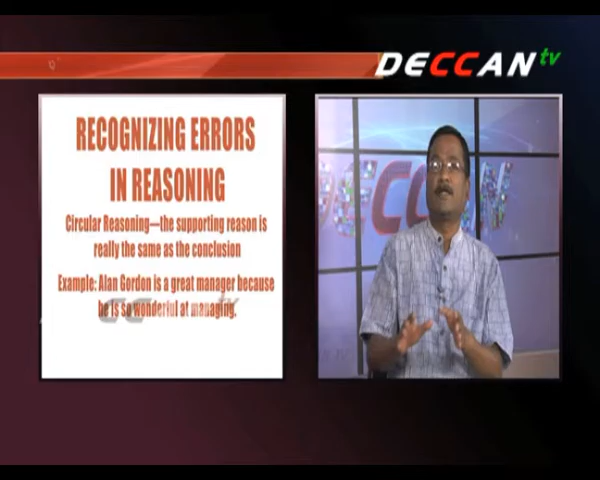 DECCAN tv
RECOGNIZING ERRORS
IN REASONING
Circular Reasoning—the supporting reason is
really the same as the conclusion
Example: Alan Gordon is a great manager because
he is so wonderful at managing.
DECCAN